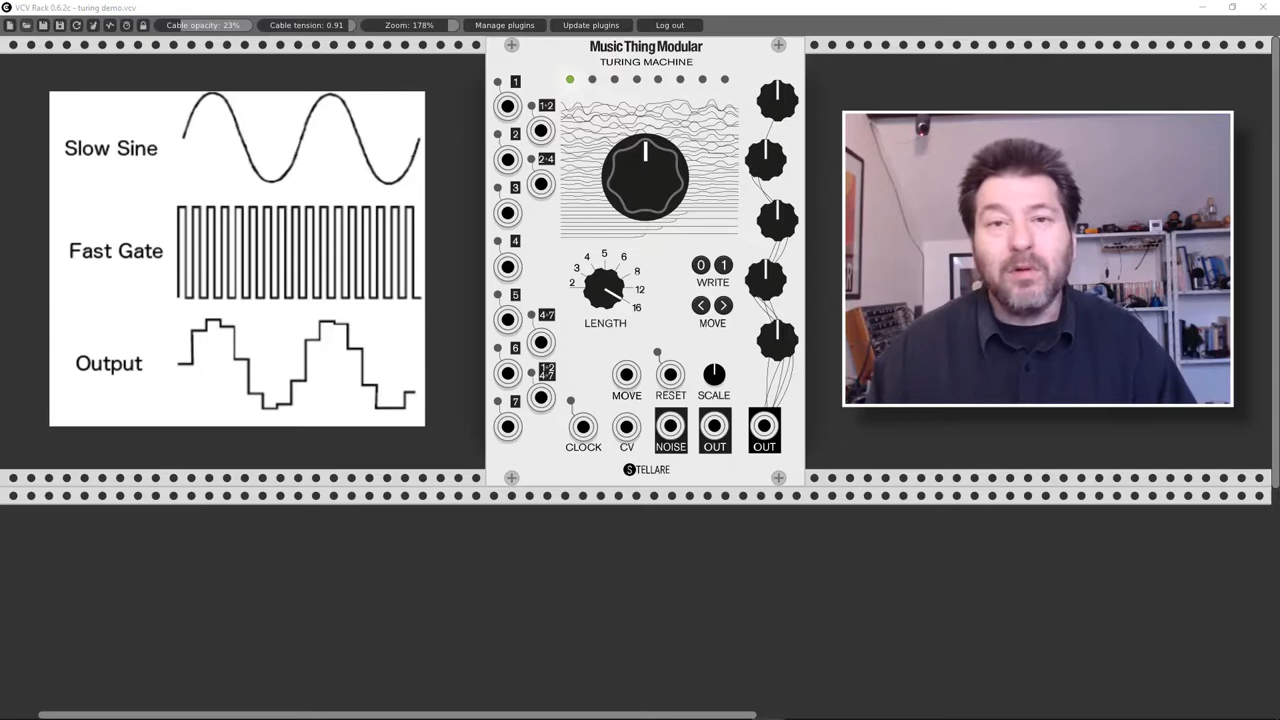 VCV Rack 0.6.2c - turing demo.vcv
Cable opacity: 23%
Cable tension: 0.91
Zoom: 178%
Manage plugins
Update plugins
Log out
Slow Sine
Fast Gate
Output
Music Thing Modular
TURING MACHINE
1
1·2
2
2·4
3
4
5
4·7
6
1·2
4·7
7
2
3
4
5
6
8
12
16
LENGTH
0
1
WRITE
MOVE
MOVE
RESET
SCALE
CLOCK
CV
NOISE
OUT
OUT
STELLARE